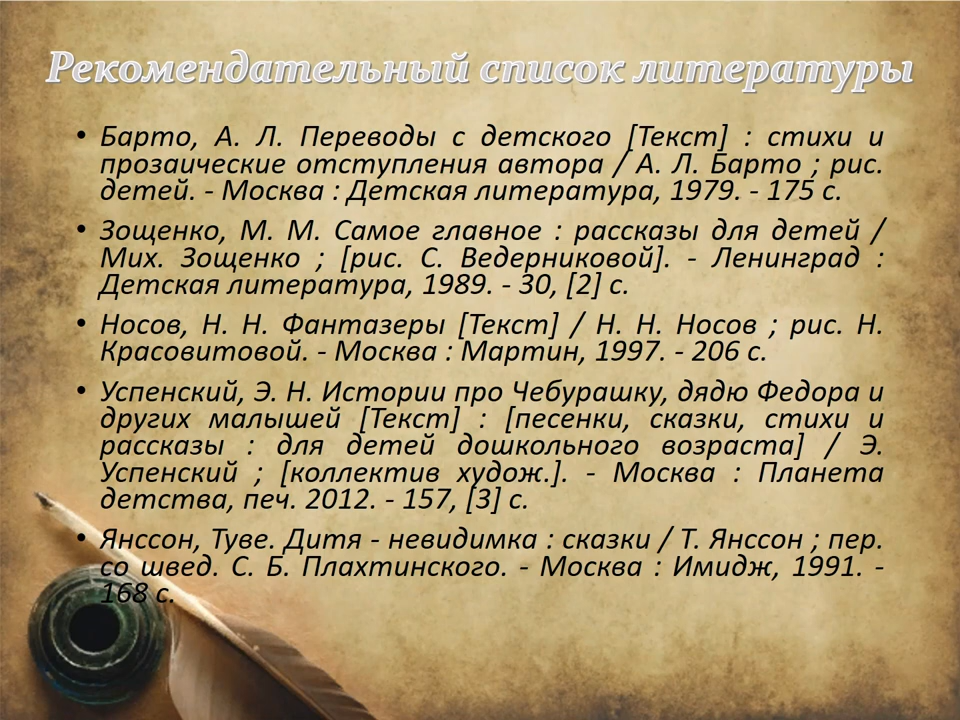 Рекомендательный список литературы
• Барто, А. Л. Переводы с детского [Текст] : стихи и
прозаические отступления автора / А. Л. Барто ; рис.
детей. - Москва : Детская литература, 1979. - 175 с.
• Зощенко, М. М. Самое главное : рассказы для детей /
Мих. Зощенко ; [рис. С. Ведерниковой]. - Ленинград :
Детская литература, 1989. - 30, [2] с.
• Носов, Н. Н. Фантазеры [Текст] / Н. Н. Носов ; рис. Н.
Красовитовой. - Москва : Мартин, 1997. - 206 с.
• Успенский, Э. Н. Истории про Чебурашку, дядю Федора и
других малышей [Текст] : [песенки, сказки, стихи и
рассказы : для детей дошкольного возраста] / Э.
Успенский ; [коллектив худож.]. - Москва : Планета
детства, печ. 2012. - 157, [3] с.
• Янссон, Туве. Дитя - невидимка : сказки / Т. Янссон ; пер.
со швед. С. Б. Плахтинского. - Москва : Имидж, 1991. -
168 с.